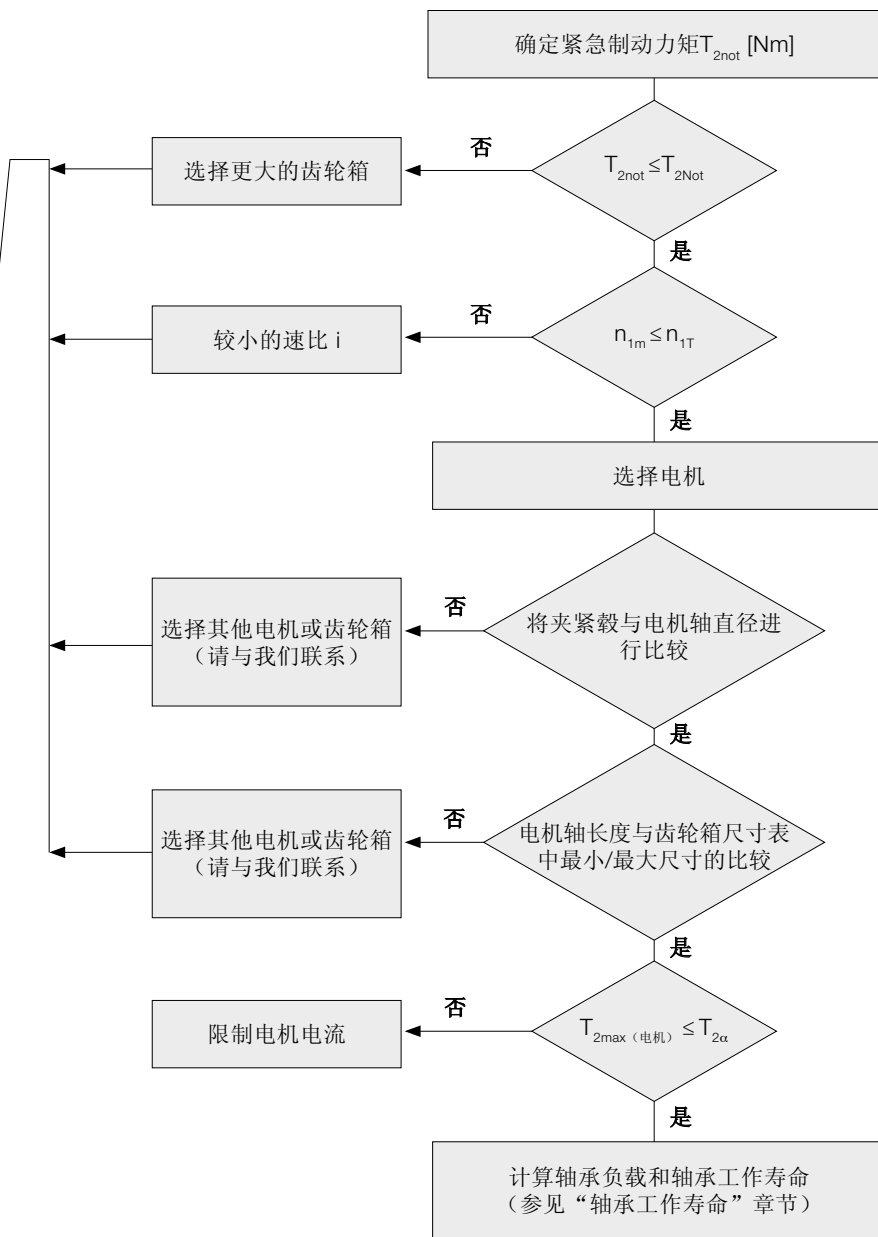 确定紧急制动力矩T2not [Nm]
否
选择更大的齿轮箱
T2not ≤T2Not
是
否
较小的速比 i
n1m ≤ n1T
是
选择电机
否
选择其他电机或齿轮箱
（请与我们联系）
将夹紧毂与电机轴直径进
行比较
是
否
选择其他电机或齿轮箱
（请与我们联系）
电机轴长度与齿轮箱尺寸表
中最小/最大尺寸的比较
是
否
限制电机电流
T2max（电机） ≤ T2α
是
计算轴承负载和轴承工作寿命
（参见“轴承工作寿命”章节）